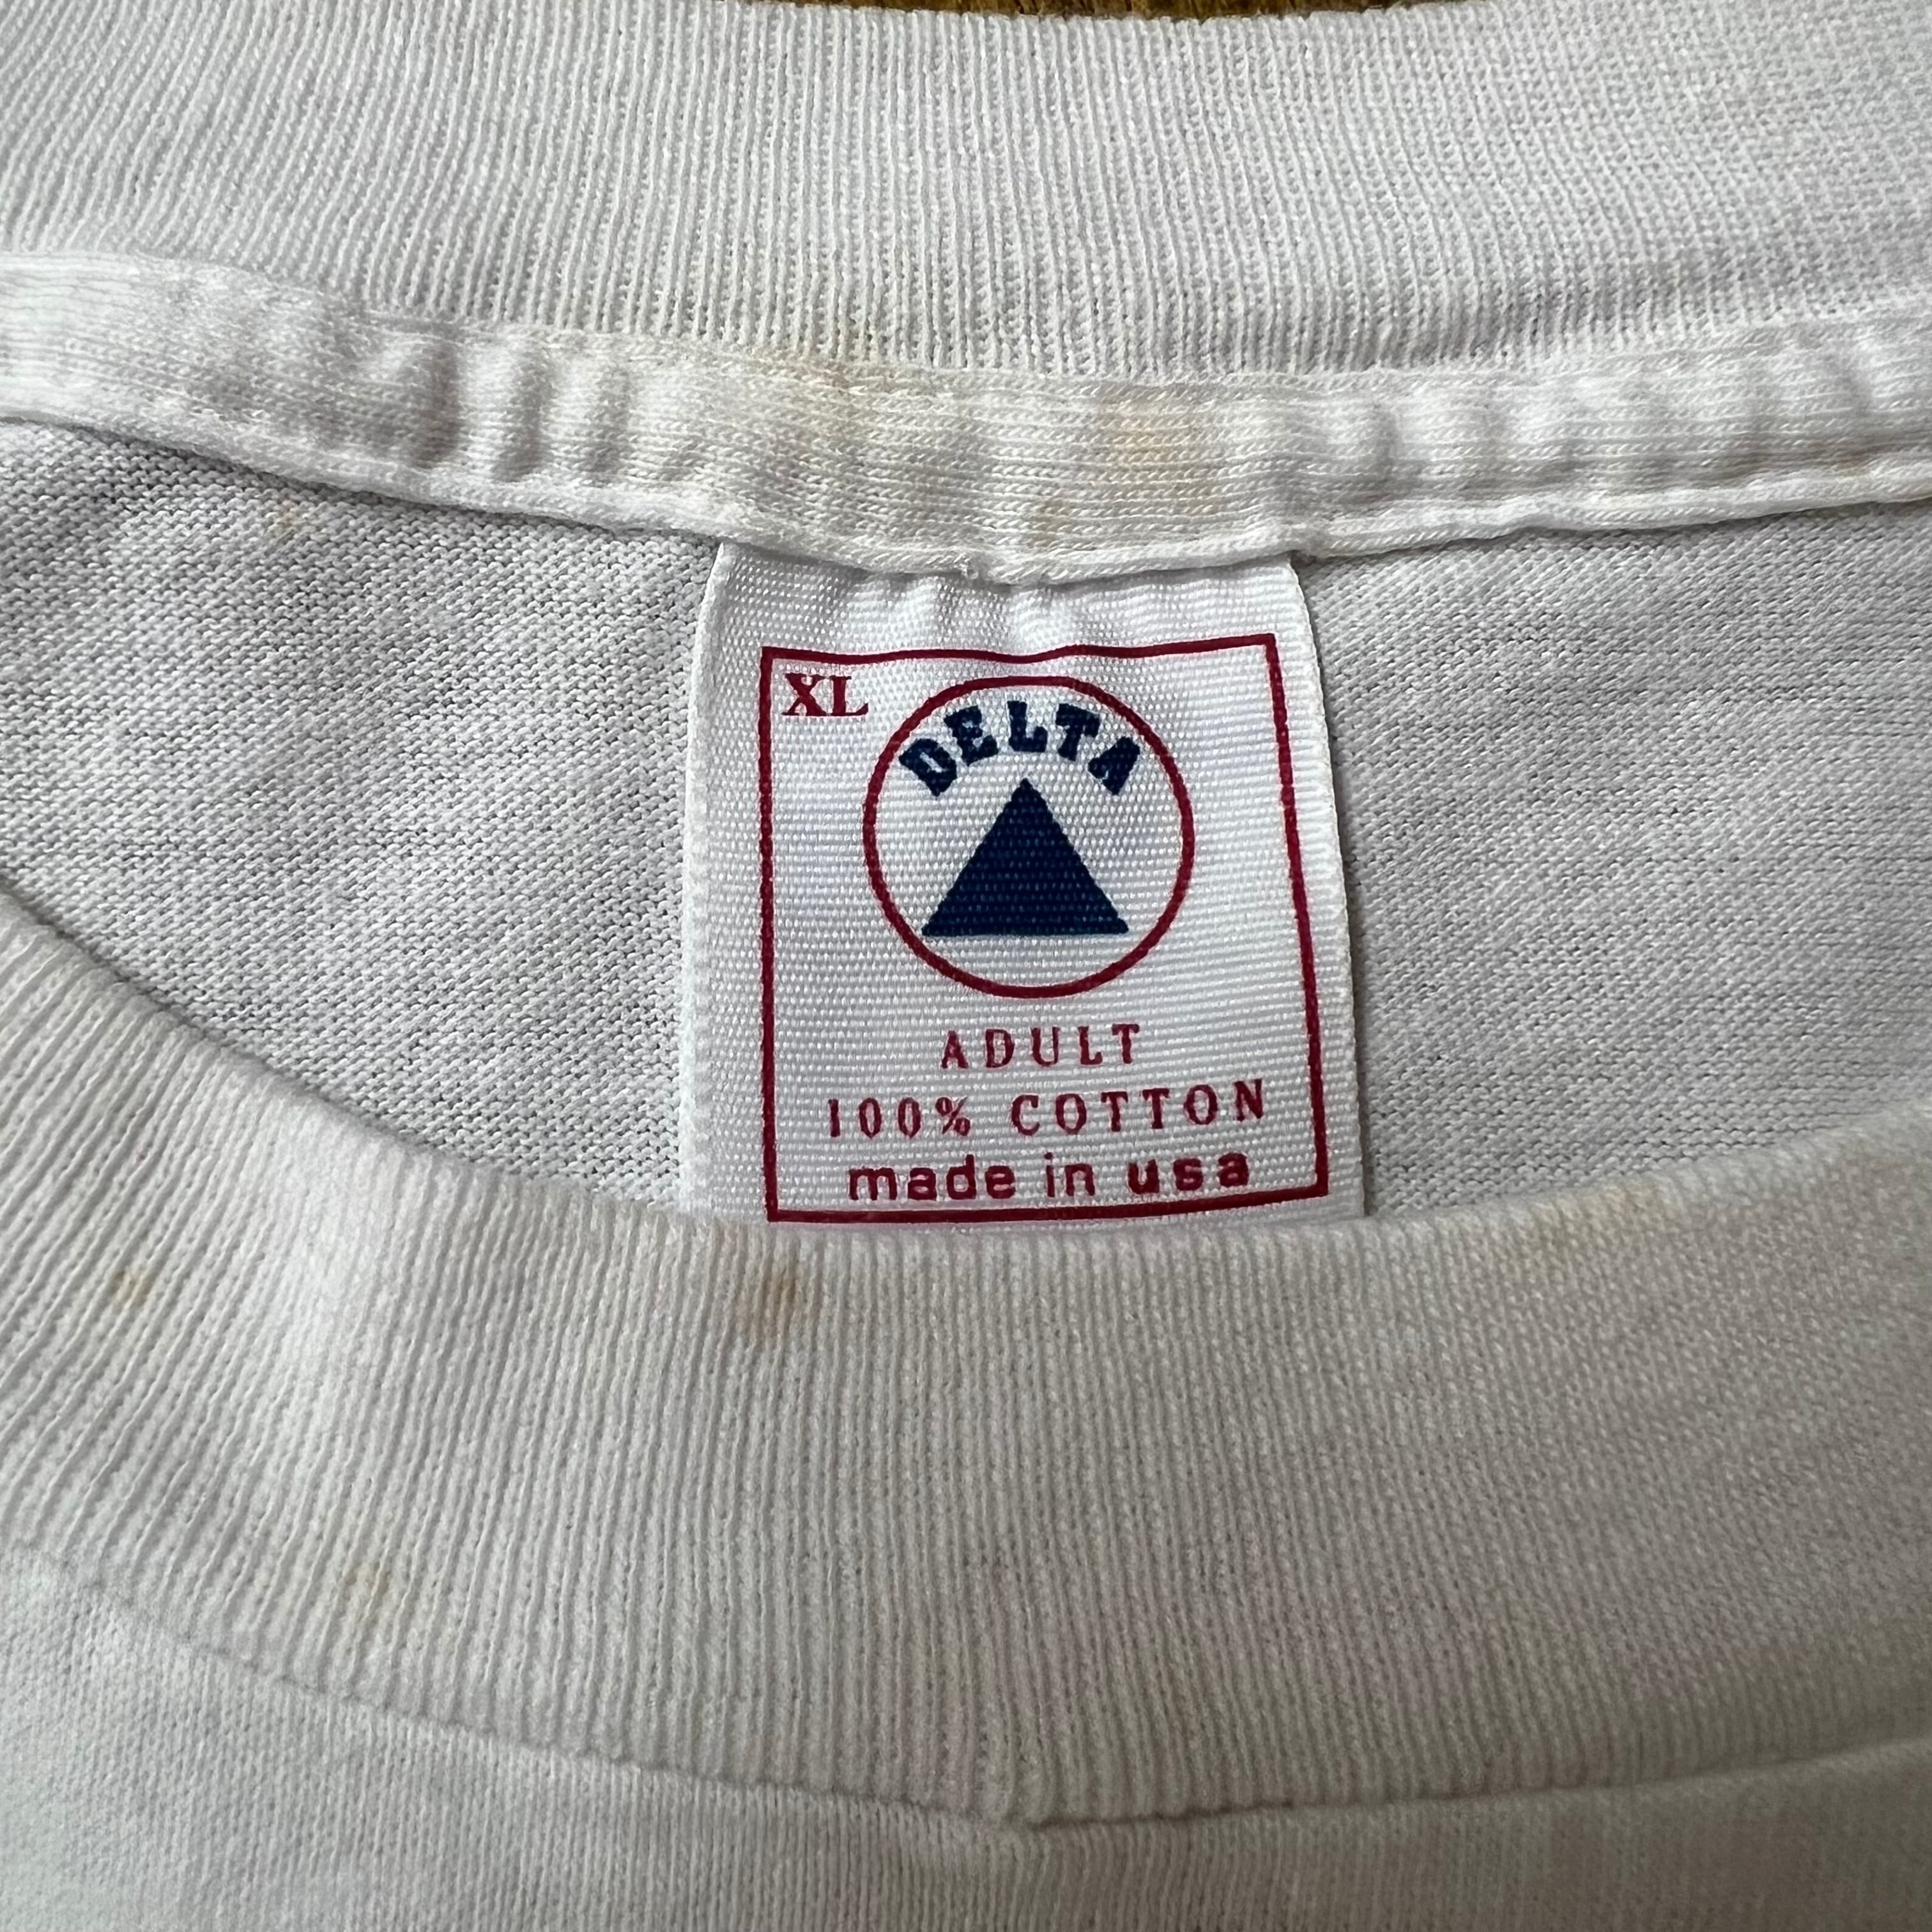 XL
DELTA
ADULT
100% COTTON
made in usa